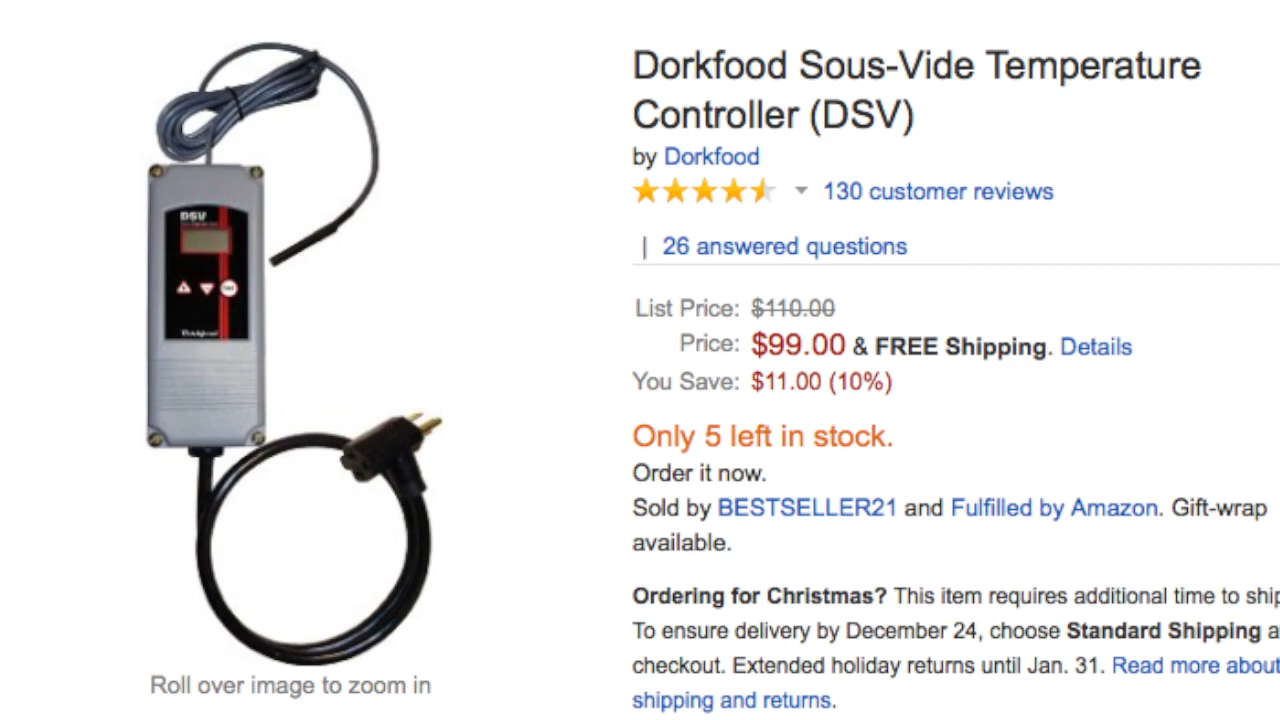 Dorkfood Sous-Vide Temperature
Controller (DSV)
by Dorkfood
130 customer reviews
| 26 answered questions
List Price: $110.00
Price: $99.00 & FREE Shipping. Details
You Save: $11.00 (10%)
Only 5 left in stock.
Order it now.
Sold by BESTSELLER21 and Fulfilled by Amazon. Gift-wrap
available.
Ordering for Christmas? This item requires additional time to ship
To ensure delivery by December 24, choose Standard Shipping a
checkout. Extended holiday returns until Jan. 31. Read more about
shipping and returns.
DSV
Dorkfood
Roll over image to zoom in